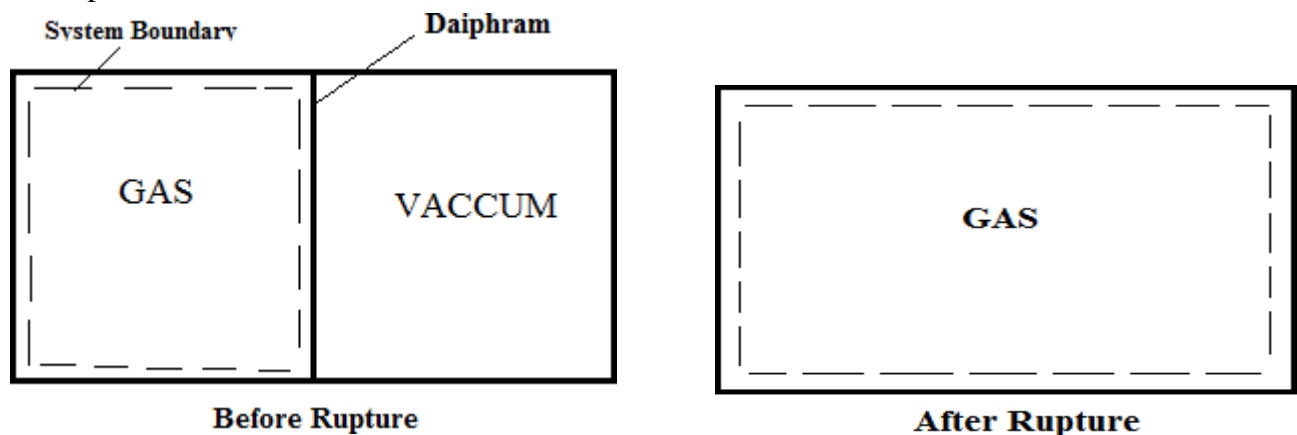 System Boundary
Daiphram
GAS
VACCUM
GAS
Before Rupture
After Rupture